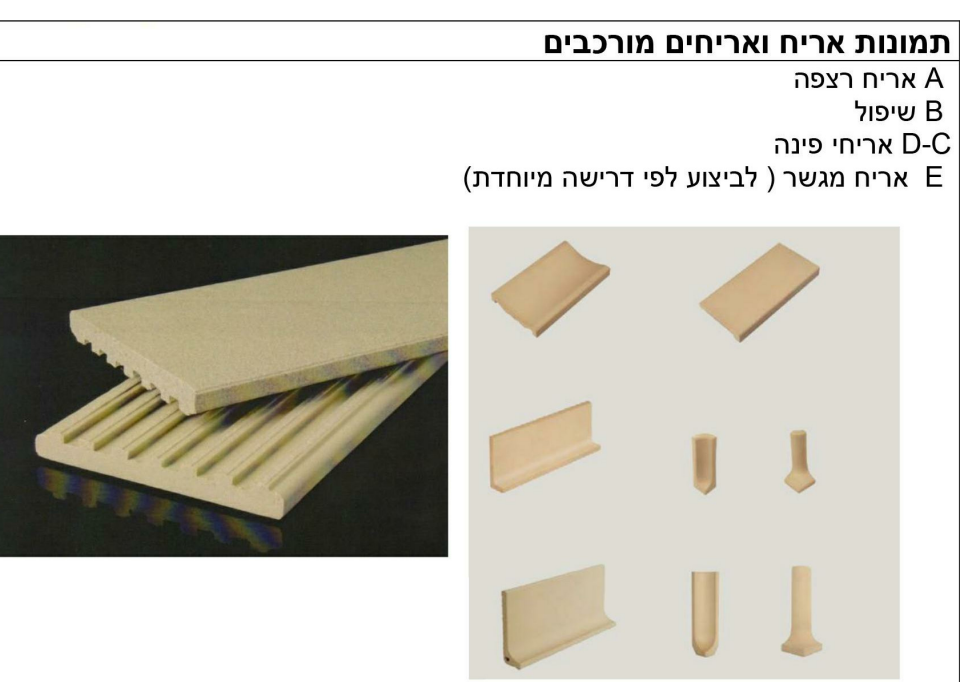 תמונות אריח ואריחים מורכבים
A אריח רצפה
B שיפול
D-C אריחי פינה
E אריח מגשר ( לביצוע לפי דרישה מיוחדת)